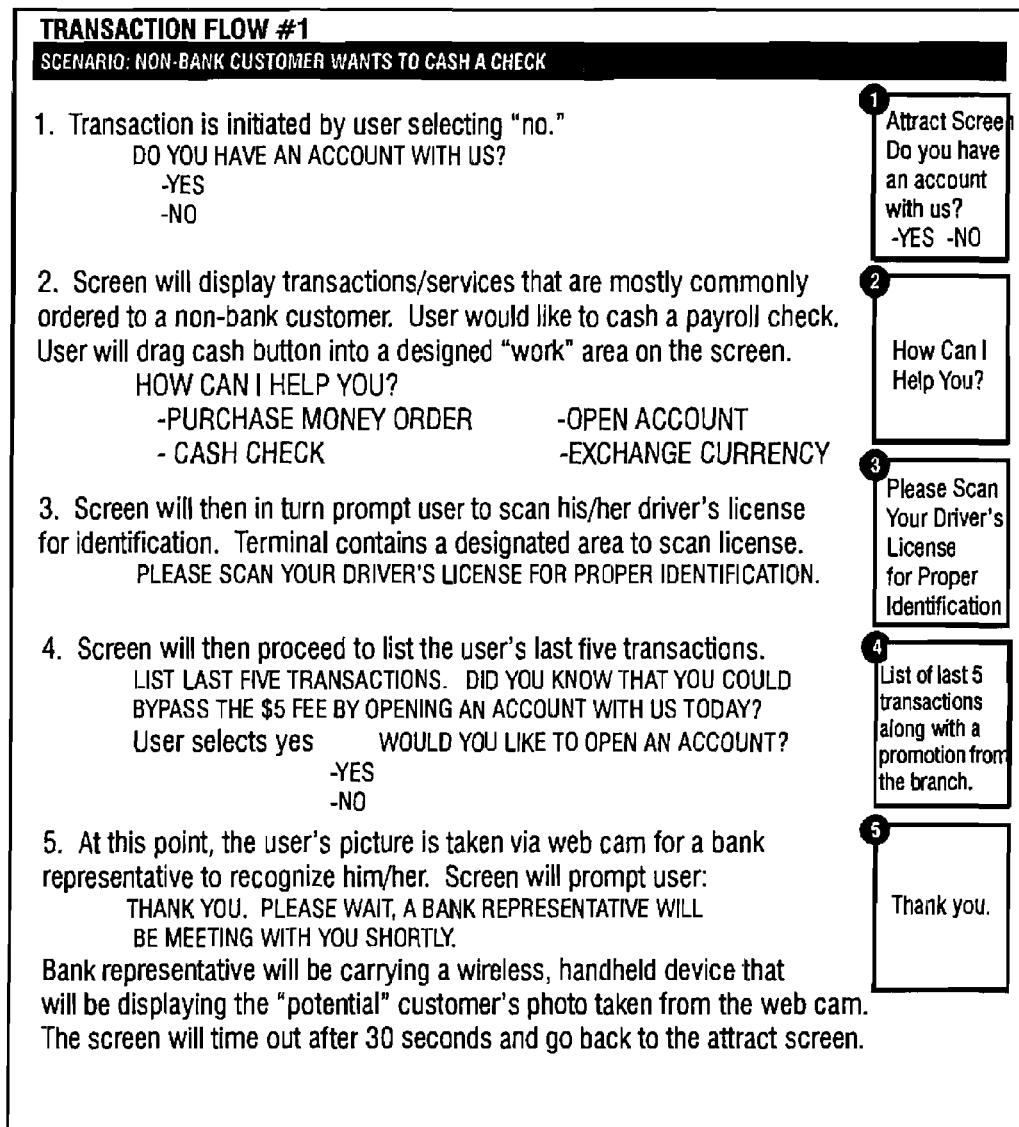 TRANSACTION FLOW #1
SCENARIO: NON-BANK CUSTOMER WANTS TO CASH A CHECK
1. Transaction is initiated by user selecting “no.”
DO YOU HAVE AN ACCOUNT WITH US?
-YES
-NO
2. Screen will display transactions/services that are mostly commonly
ordered to a non-bank customer. User would like to cash a payroll check.
User will drag cash button into a designed “work” area on the screen.
HOW CAN I HELP YOU?
-PURCHASE MONEY ORDER -OPEN ACCOUNT
- CASH CHECK -EXCHANGE CURRENCY
3. Screen will then in turn prompt user to scan his/her driver’s license
for identification. Terminal contains a designated area to scan license.
PLEASE SCAN YOUR DRIVER’S LICENSE FOR PROPER IDENTIFICATION.
4. Screen will then proceed to list the user’s last five transactions.
LIST LAST FIVE TRANSACTIONS. DID YOU KNOW THAT YOU COULD
BYPASS THE $5 FEE BY OPENING AN ACCOUNT WITH US TODAY?
User selects yes WOULD YOU LIKE TO OPEN AN ACCOUNT?
-YES
-NO
5. At this point, the user’s picture is taken via web cam for a bank
representative to recognize him/her. Screen will prompt user:
THANK YOU. PLEASE WAIT, A BANK REPRESENTATIVE WILL
BE MEETING WITH YOU SHORTLY.
Bank representative will be carrying a wireless, handheld device that
will be displaying the “potential” customer’s photo taken from the web cam.
The screen will time out after 30 seconds and go back to the attract screen.
1
Attract Screen
Do you have
an account
with us?
-YES -NO
2
How Can I
Help You?
3
Please Scan
Your Driver’s
License
for Proper
Identification
4
List of last 5
transactions
along with a
promotion from
the branch.
5
Thank you.